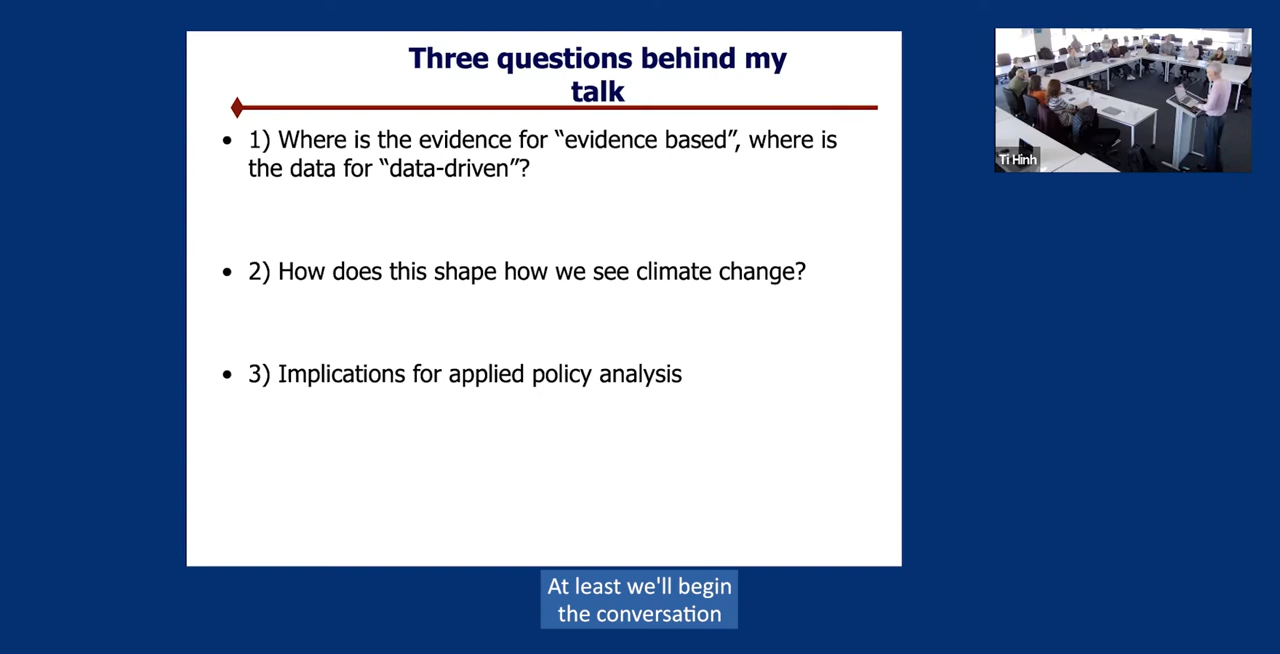 Three questions behind my
talk
• 1) Where is the evidence for “evidence based”, where is
the data for “data-driven”?
• 2) How does this shape how we see climate change?
• 3) Implications for applied policy analysis
Ti Hinh
At least we'll begin
the conversation